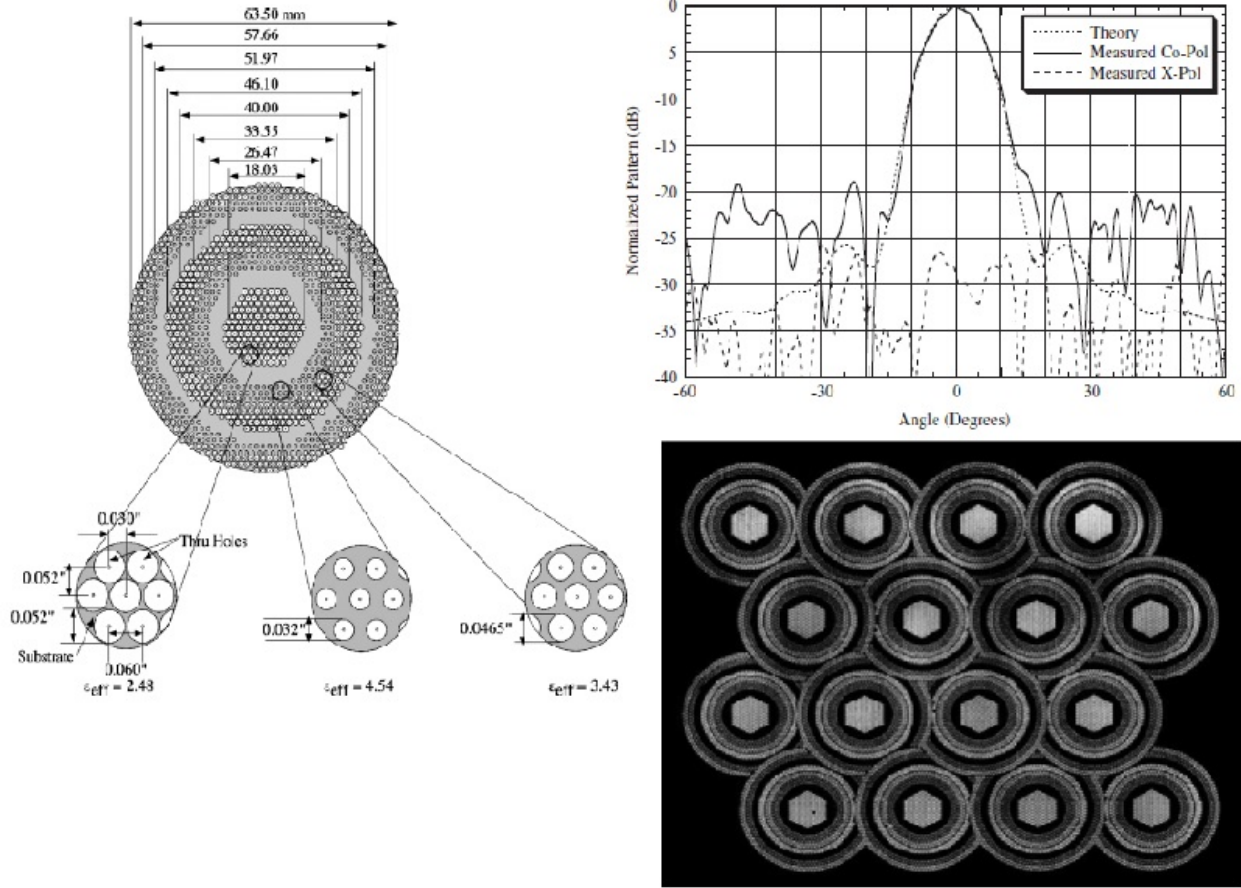 63.50 mm
57.66
51.97
46.10
40.00
33.33
26.47
18.03
0.030"
Thru Holes
0.052"
0.052"
Substrate
0.060"
εeff = 2.48
0.032"
εeff = 4.54
0.0465"
εeff = 3.43
0
5
-10
-15
-20
-25
-30
-35
-40
Normalized Pattern (dB)
-60
-30
0
30
60
Angle (Degrees)
Theory
Measured Co-Pol
Measured X-Pol